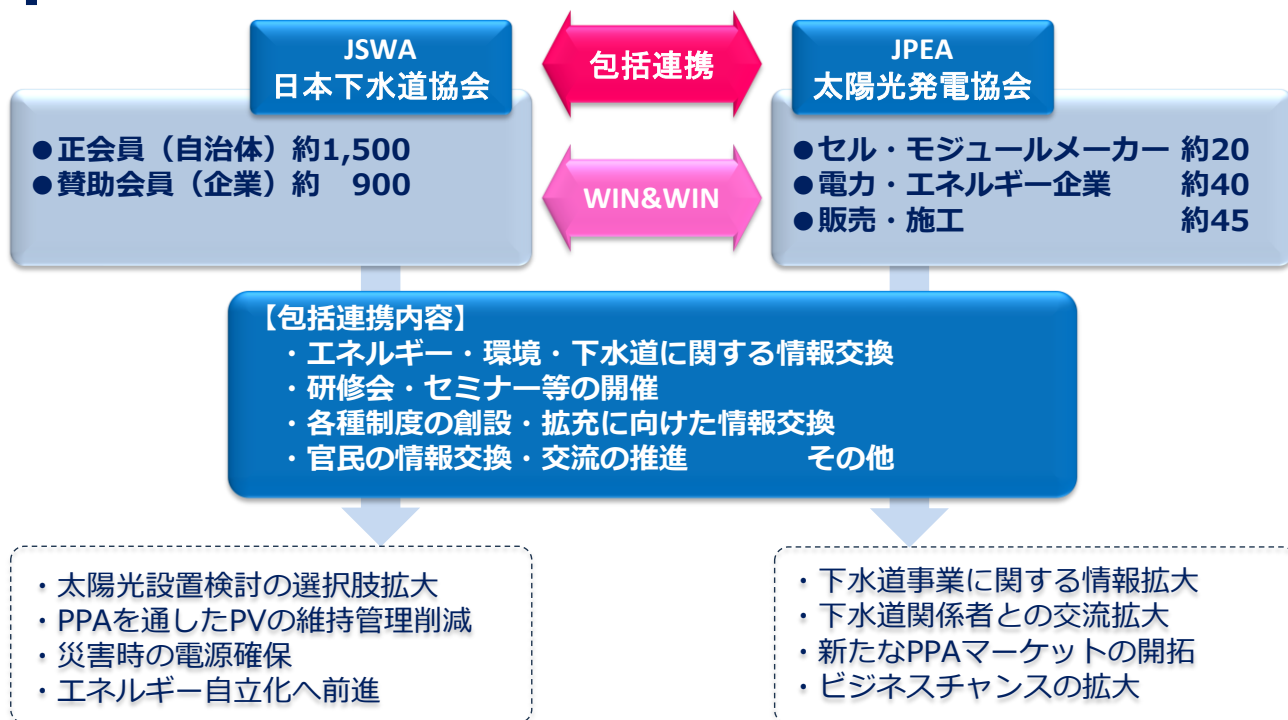 JSWA
日本下水道協会
包括連携
JPEA
太陽光発電協会
●正会員（自治体）約1,500
●賛助会員（企業）約　900
WIN&WIN
●セル・モジュールメーカー 約20
●電力・エネルギー企業　　 約40
●販売・施工　　　　　　　 約45
【包括連携内容】
・エネルギー・環境・下水道に関する情報交換
・研修会・セミナー等の開催
・各種制度の創設・拡充に向けた情報交換
・官民の情報交換・交流の推進　　　　その他
・太陽光設置検討の選択肢拡大
・PPAを通したPVの維持管理削減
・災害時の電源確保
・エネルギー自立化へ前進
・下水道事業に関する情報拡大
・下水道関係者との交流拡大
・新たなPPAマーケットの開拓
・ビジネスチャンスの拡大